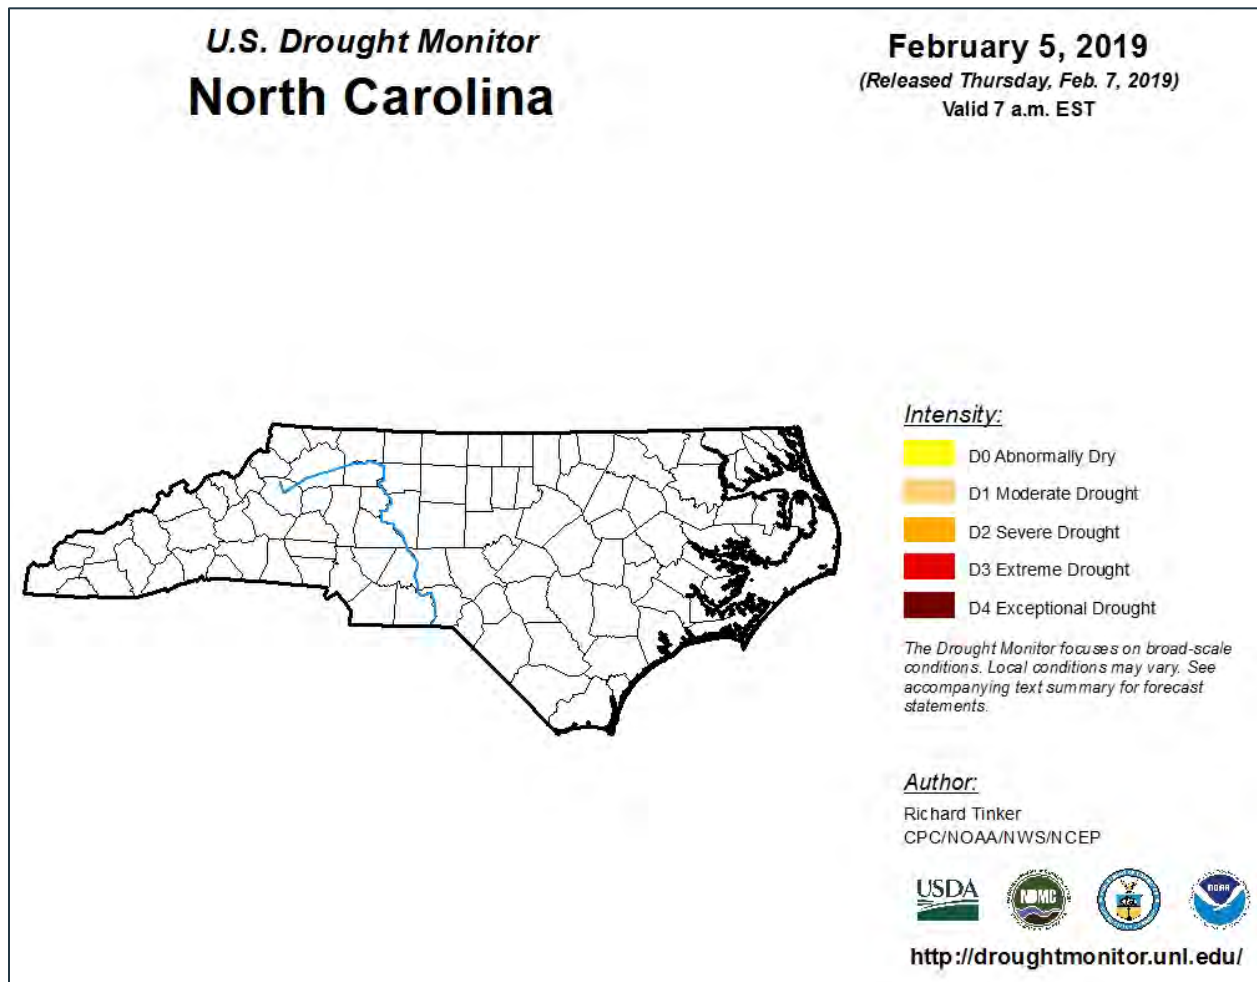 U.S. Drought Monitor
North Carolina
February 5, 2019
(Released Thursday, Feb. 7, 2019)
Valid 7 a.m. EST
Intensity:
D0 Abnormally Dry
D1 Moderate Drought
D2 Severe Drought
D3 Extreme Drought
D4 Exceptional Drought
The Drought Monitor focuses on broad-scale
conditions. Local conditions may vary. See
accompanying text summary for forecast
statements.
Author:
Richard Tinker
CPC/NOAA/NWS/NCEP
USDA
NDMC
NOAA
http://droughtmonitor.unl.edu/